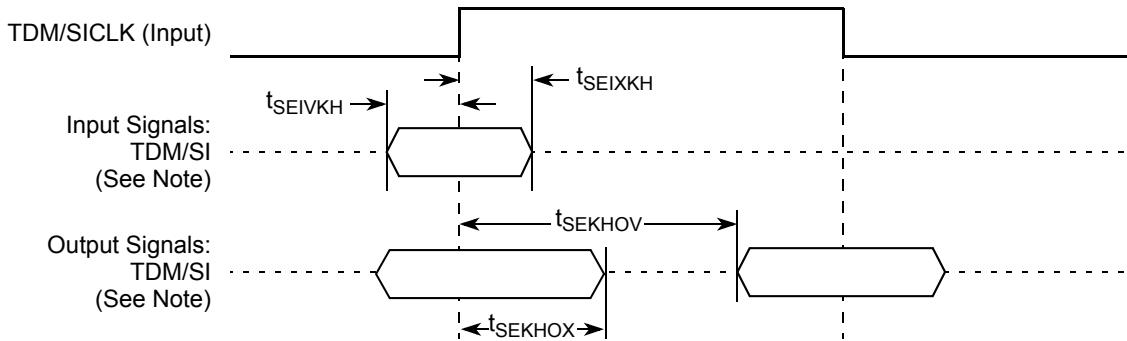 TDM/SICLK (Input)
tSEIXKH
tSEIVKH
Input Signals:
TDM/SI
(See Note)
tSEKHOV
Output Signals:
TDM/SI
(See Note)
tSEKHOX